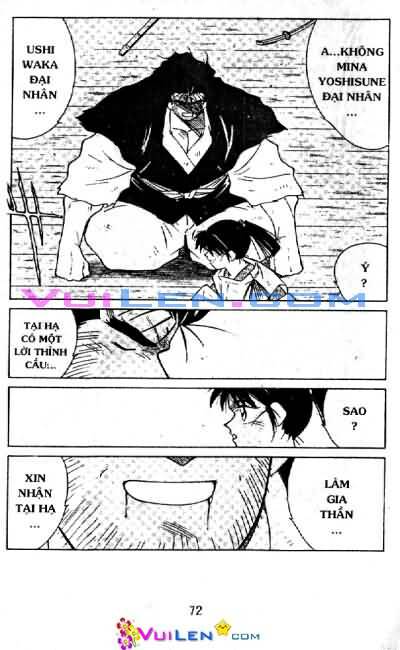 A...KHÔNG
MINA
YOSHISUNE
ĐẠI NHÂN
...
USHI
WAKA
ĐẠI
NHÂN
...
Ý
?
VUILEN.COM
TẠI HẠ
CÓ MỘT
LỜI THỈNH
CẦU...
SAO
?
LÀM
GIA
THẦN
...
XIN
NHẬN
TẠI HẠ
...
72
VUILEN.COM